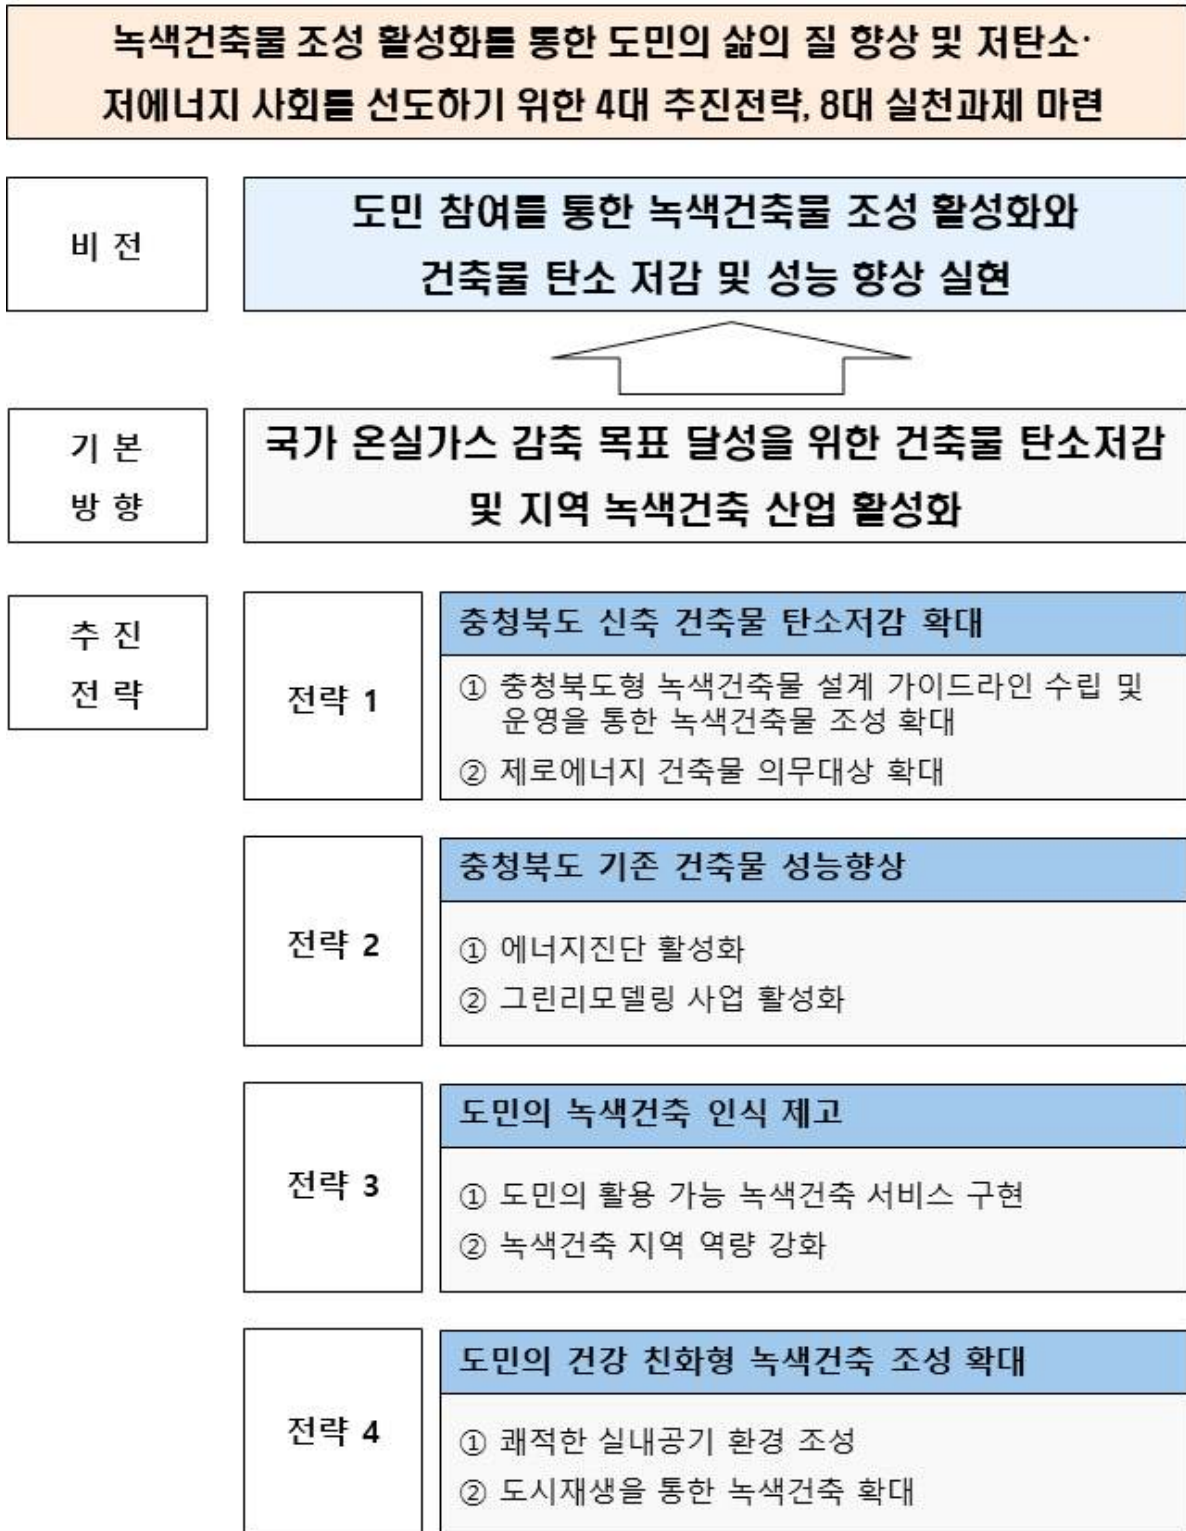 녹색건축물 조성 활성화를 통한 도민의 삶의 질 향상 및 저탄소·
저에너지 사회를 선도하기 위한 4대 추진전략, 8대 실천과제 마련
비 전
도민 참여를 통한 녹색건축물 조성 활성화와
건축물 탄소 저감 및 성능 향상 실현
기 본
방 향
국가 온실가스 감축 목표 달성을 위한 건축물 탄소저감
및 지역 녹색건축 산업 활성화
추 진
전 략
전략 1
충청북도 신축 건축물 탄소저감 확대
① 충청북도형 녹색건축물 설계 가이드라인 수립 및
운영을 통한 녹색건축물 조성 확대
② 제로에너지 건축물 의무대상 확대
전략 2
충청북도 기존 건축물 성능향상
① 에너지진단 활성화
② 그린리모델링 사업 활성화
전략 3
도민의 녹색건축 인식 제고
① 도민의 활용 가능 녹색건축 서비스 구현
② 녹색건축 지역 역량 강화
전략 4
도민의 건강 친화형 녹색건축 조성 확대
① 쾌적한 실내공기 환경 조성
② 도시재생을 통한 녹색건축 확대